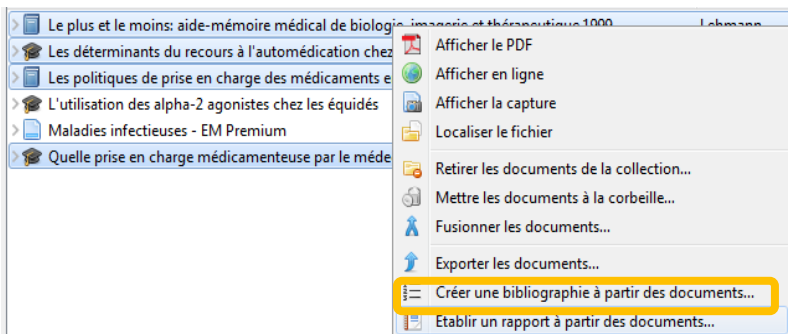 Le plus et le moins: aide-mémoire médical de biologie, imagerie et thérapeutique 1999 Lehmann
Les déterminants du recours à l'automédication chez
Les politiques de prise en charge des médicaments e
L'utilisation des alpha-2 agonistes chez les équidés
Maladies infectieuses - EM Premium
Quelle prise en charge médicamenteuse par le méde
Afficher le PDF
Afficher en ligne
Afficher la capture
Localiser le fichier
Retirer les documents de la collection...
Mettre les documents à la corbeille...
Fusionner les documents...
Exporter les documents...
Créer une bibliographie à partir des documents...
Etablir un rapport à partir des documents...